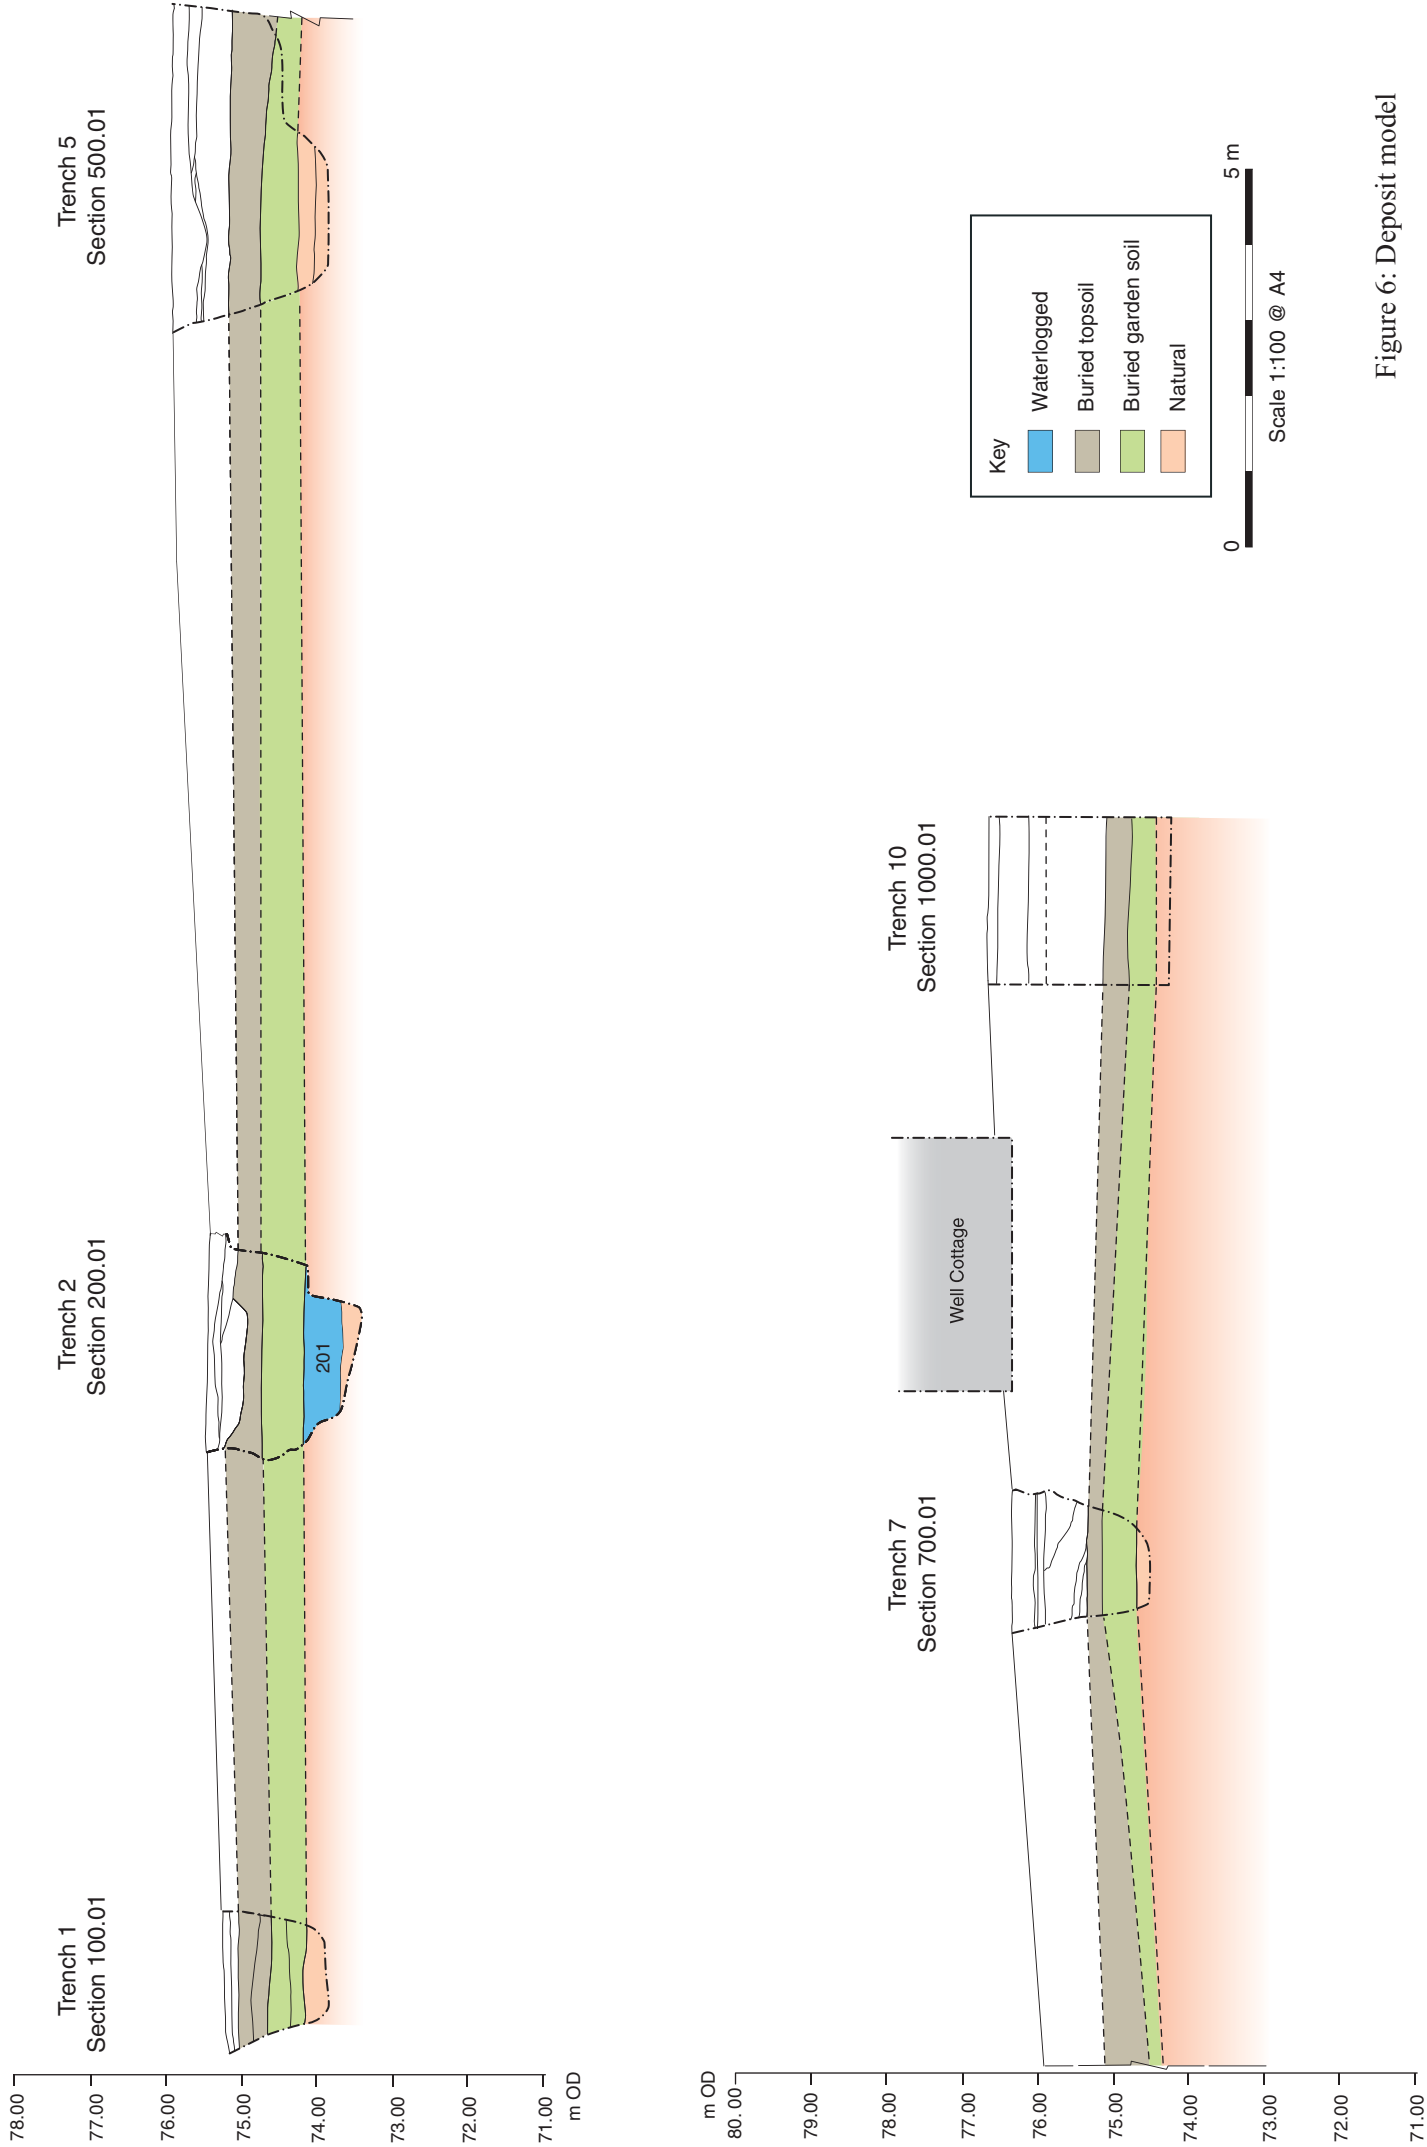 Trench 1
Section 100.01
Trench 2
Section 200.01
Trench 5
Section 500.01
78.00
77.00
76.00
75.00
74.00
73.00
72.00
71.00
m OD
201
m OD
80.00
79.00
78.00
77.00
76.00
75.00
74.00
73.00
72.00
71.00
Trench 7
Section 700.01
Well Cottage
Trench 10
Section 1000.01
Key
Waterlogged
Buried topsoil
Buried garden soil
Natural
0
5 m
Scale 1:100 @ A4
Figure 6: Deposit model